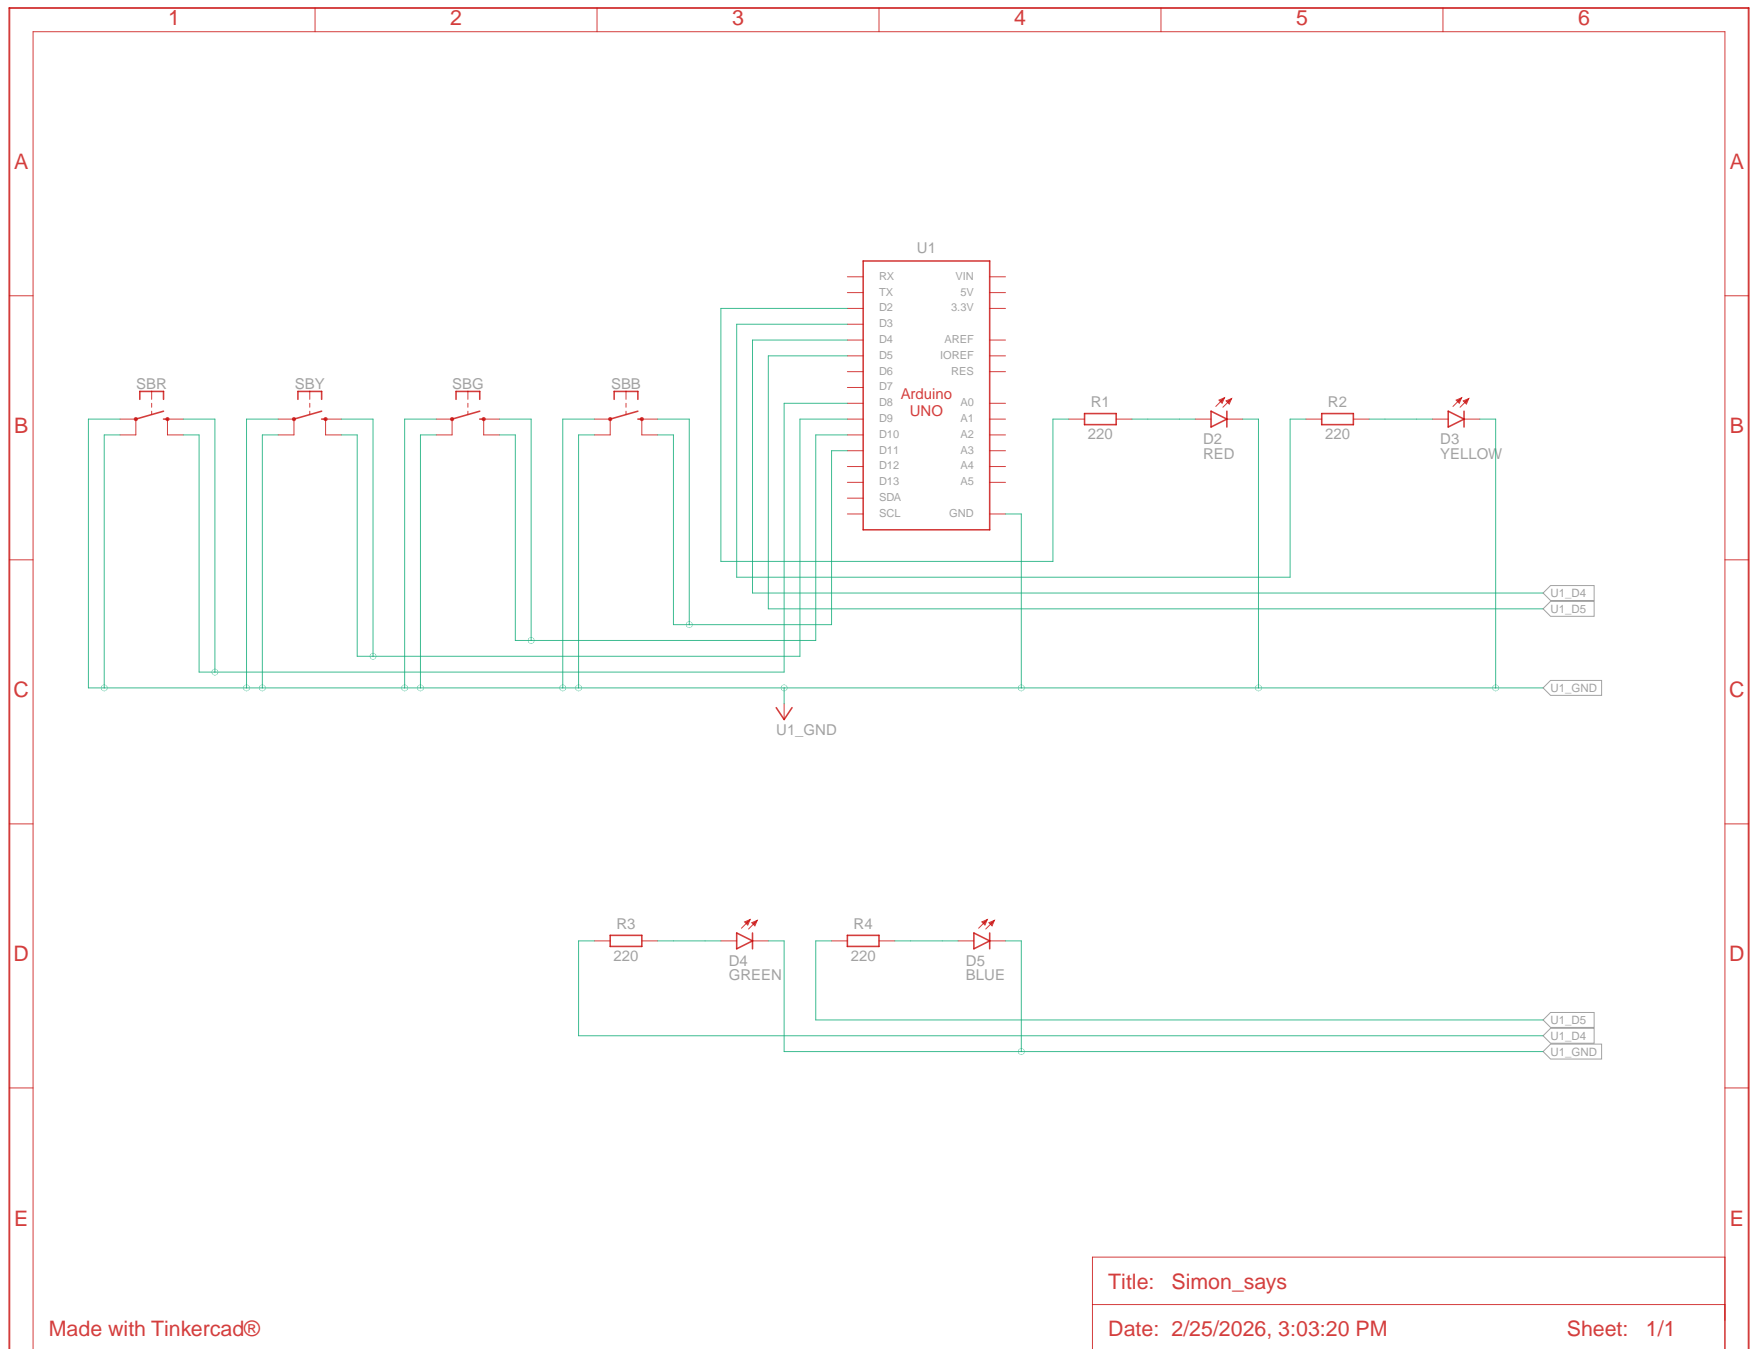 1 2 3 4 5 6
A A
U1
RX VIN
TX 5V
D2 3.3V
D3
D4 AREF
D5 IOREF
D6 RES
D7
Arduino
UNO
D8 A0
D9 A1
D10 A2
D11 A3
D12 A4
D13 A5
SDA
SCL GND
SBR SBY SBG SBB
R1 R2
B B
220 220
D2 D3
RED YELLOW
U1_D4
U1_D5
C C
U1_GND
U1_GND
R3 R4
D D
220 220
D4 D5
GREEN BLUE
U1_D5
U1_D4
U1_GND
E E
Title: Simon_says
Made with Tinkercad®
Date: 2/25/2026, 3:03:20 PM Sheet: 1/1